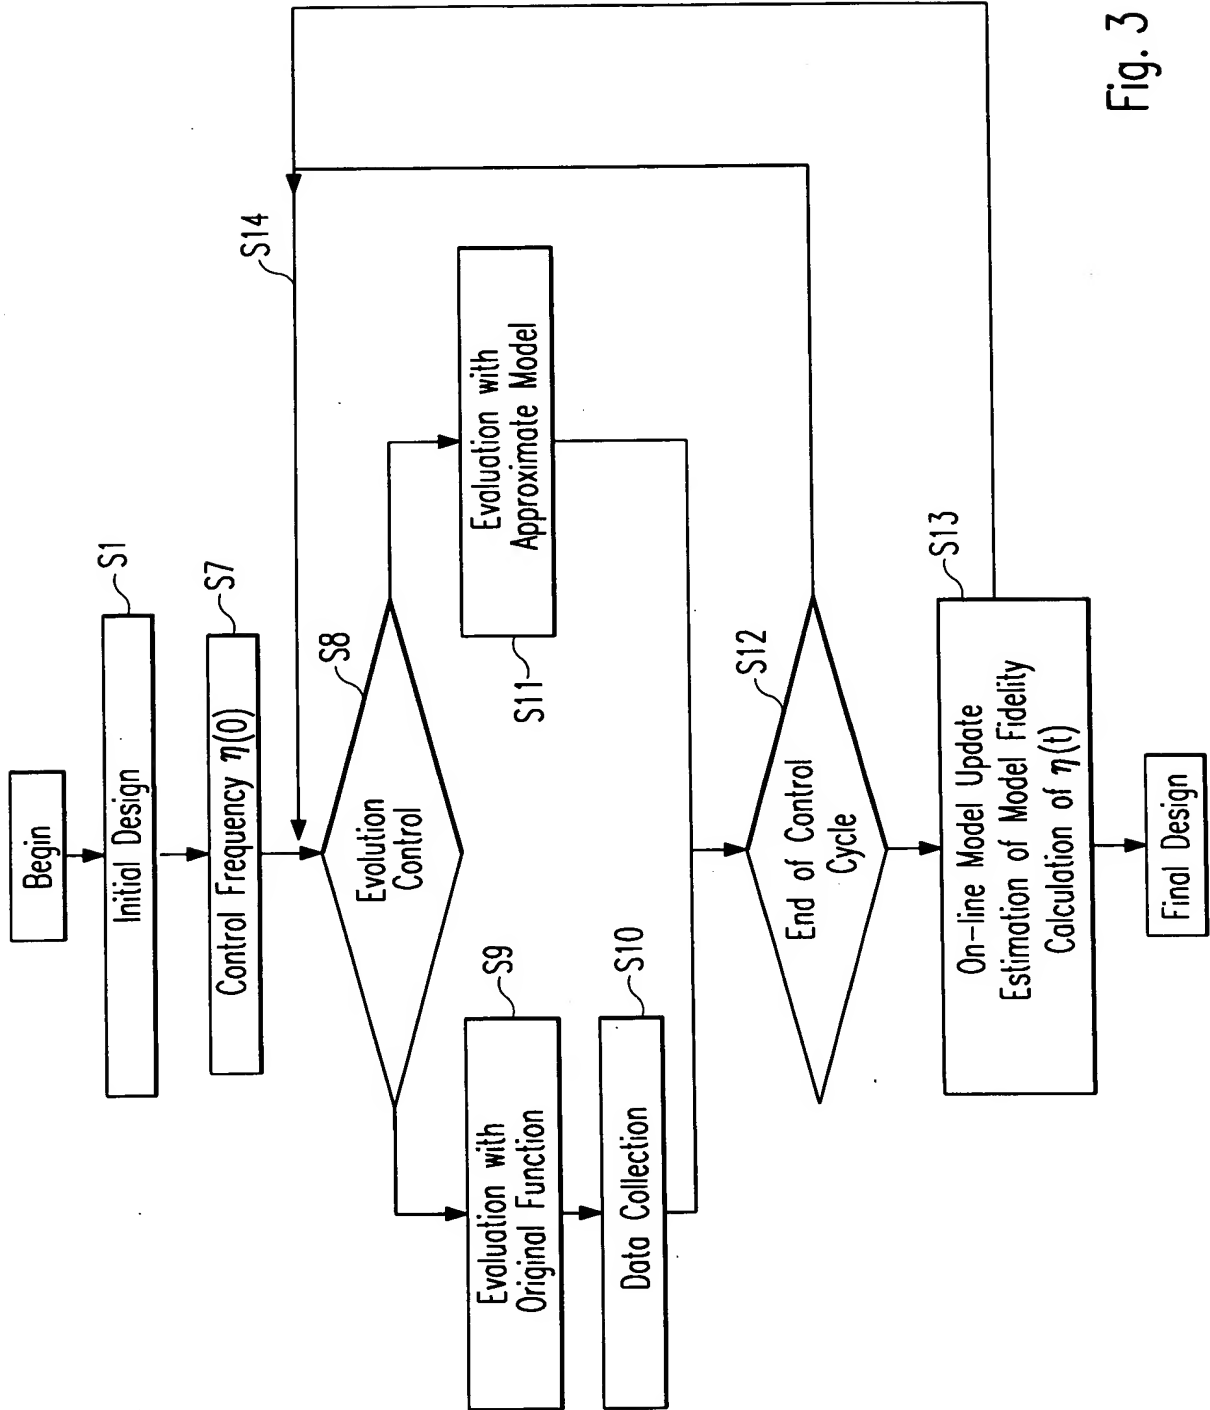 Begin
Initial Design
S1
Control Frequency η(0)
S7
S14
Evolution
Control
S8
Evaluation with
Original Function
S9
Evaluation with
Approximate Model
S11
Data Collection
S10
End of Control
Cycle
S12
On-line Model Update
Estimation of Model Fidelity
Calculation of η(t)
S13
Final Design
Fig. 3